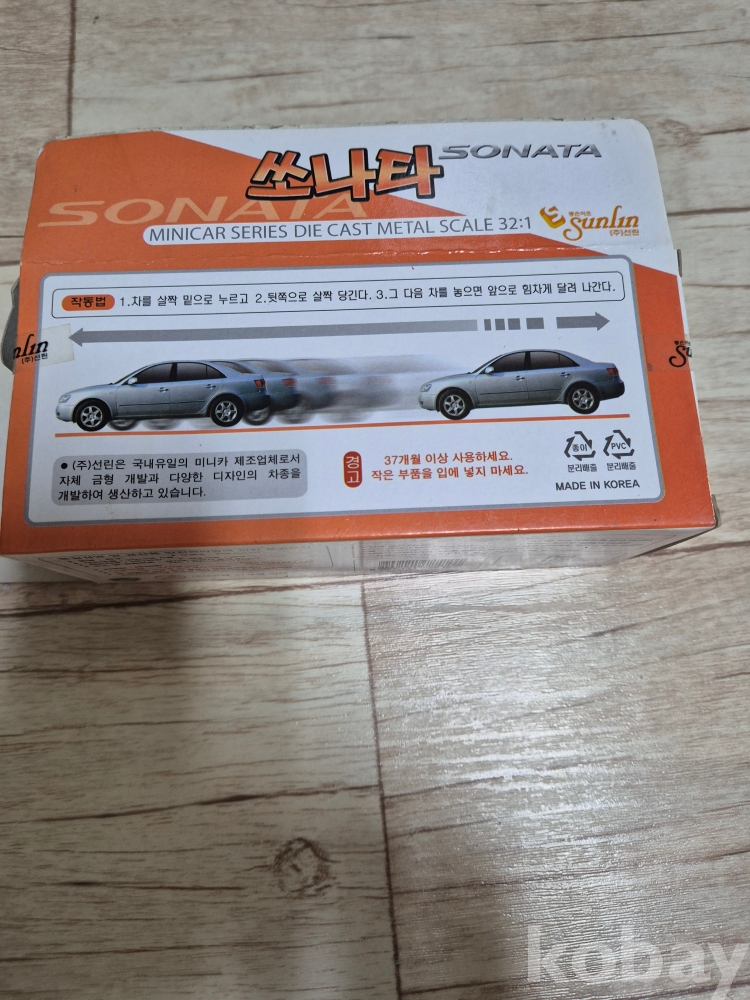 쏘나타 SONATA
SONATA
MINICAR SERIES DIE CAST METAL SCALE 32:1
좋은아츠
Sunlin
(주)선린
작동법 1.차를 살짝 밑으로 누르고 2.뒷쪽으로 살짝 당긴다. 3.그 다음 차를 놓으면 앞으로 힘차게 달려 나간다.
nlin
(주)선린
Su
● (주)선린은 국내유일의 미니카 제조업체로서
자체 금형 개발과 다양한 디자인의 차종을
개발하여 생산하고 있습니다.
경고
37개월 이상 사용하세요.
작은 부품을 입에 넣지 마세요.
종이 PVC
분리배출 분리배출
MADE IN KOREA
kobay